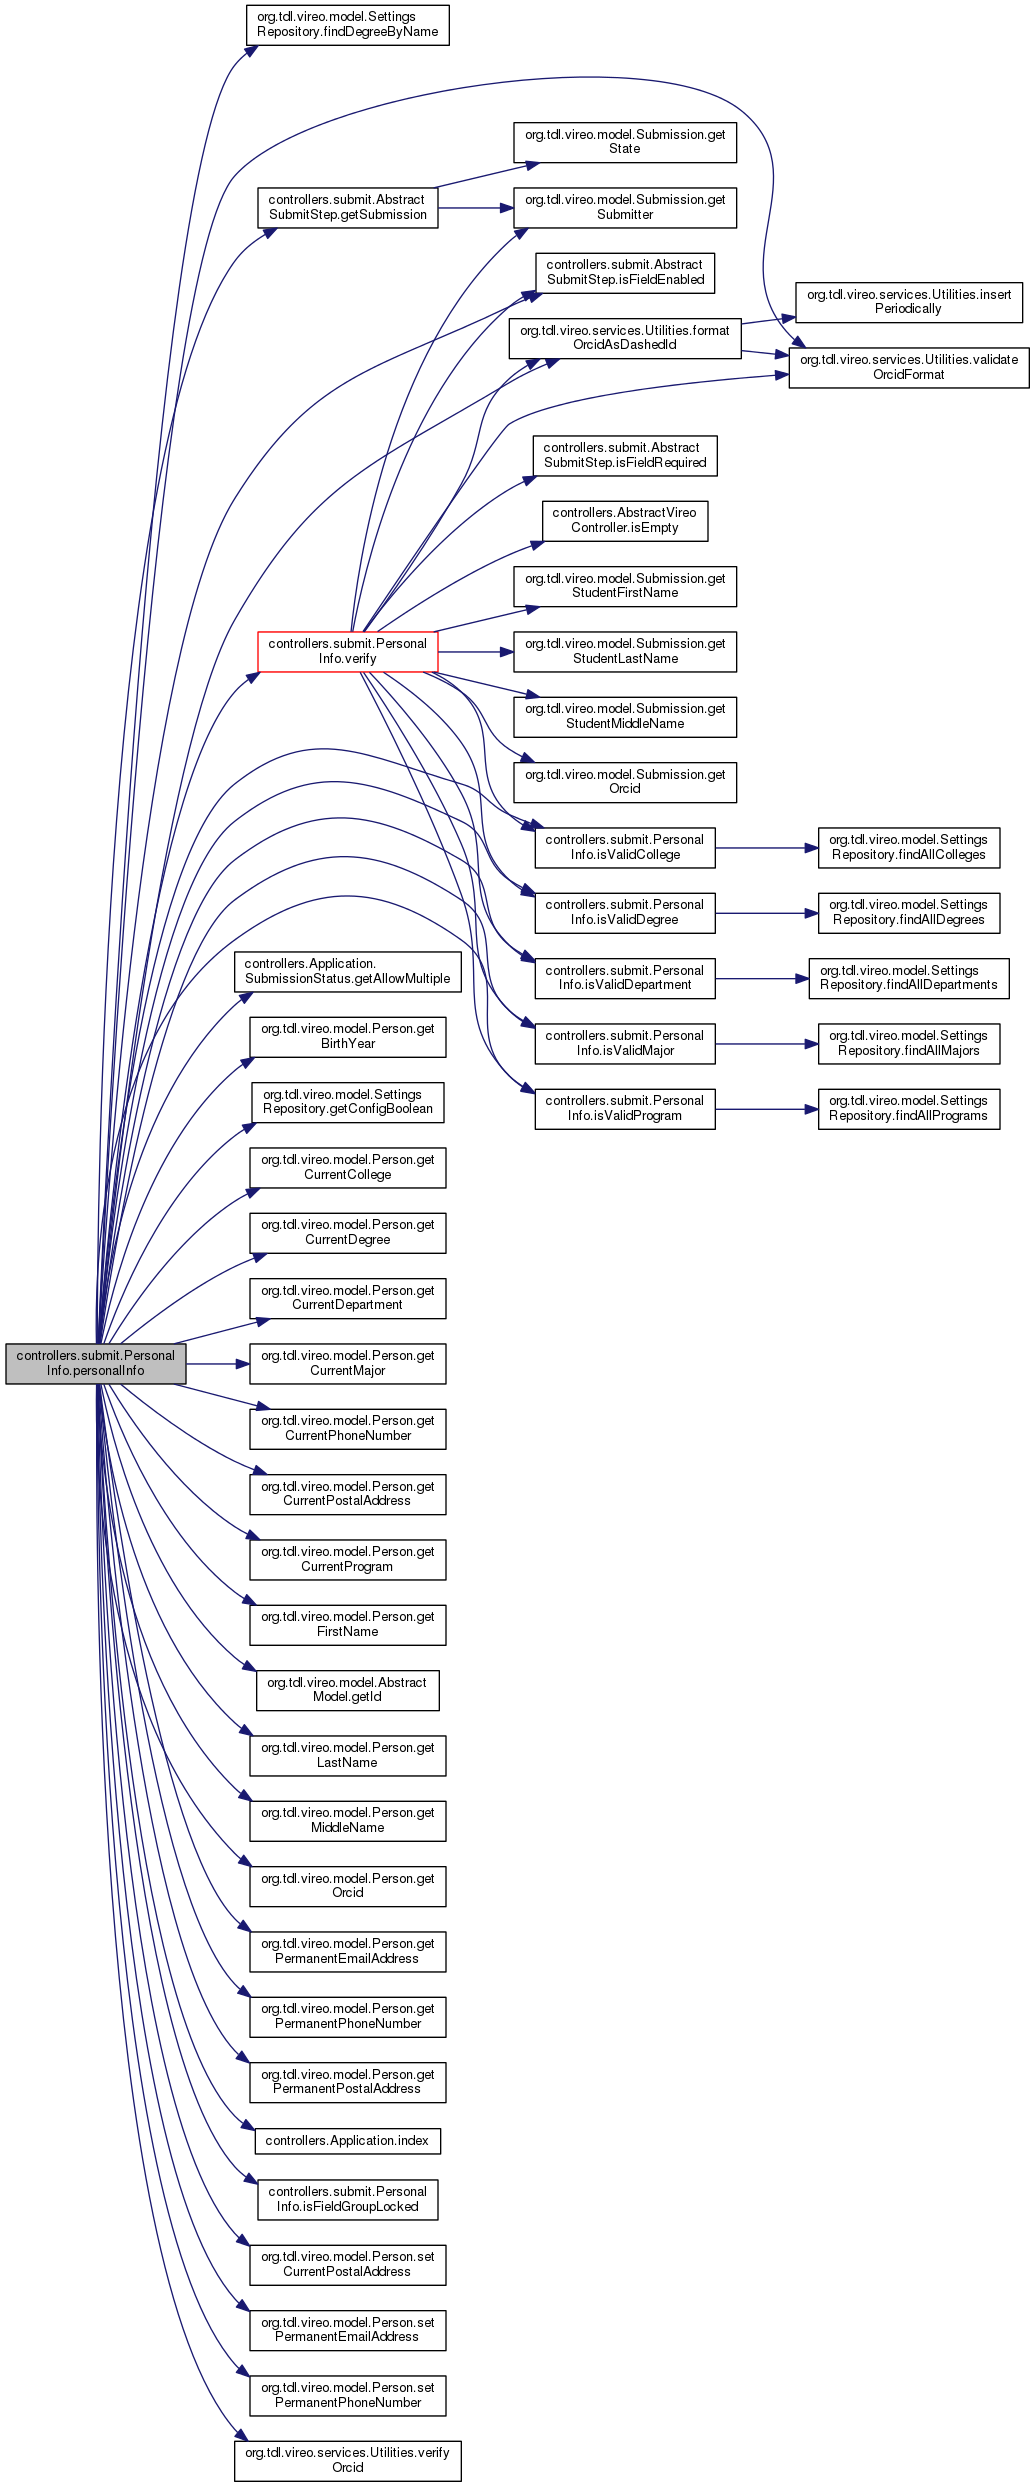 org.tdl.vireo.model.Settings
Repository.findDegreeByName
org.tdl.vireo.model.Submission.get
State
controllers.submit.Abstract
SubmitStep.getSubmission
org.tdl.vireo.model.Submission.get
Submitter
controllers.submit.Abstract
SubmitStep.isFieldEnabled
org.tdl.vireo.services.Utilities.insert
Periodically
org.tdl.vireo.services.Utilities.format
OrcidAsDashedId
org.tdl.vireo.services.Utilities.validate
OrcidFormat
controllers.submit.Abstract
SubmitStep.isFieldRequired
controllers.AbstractVireo
Controller.isEmpty
org.tdl.vireo.model.Submission.get
StudentFirstName
controllers.submit.Personal
Info.verify
org.tdl.vireo.model.Submission.get
StudentLastName
org.tdl.vireo.model.Submission.get
StudentMiddleName
org.tdl.vireo.model.Submission.get
Orcid
controllers.submit.Personal
Info.isValidCollege
org.tdl.vireo.model.Settings
Repository.findAllColleges
controllers.submit.Personal
Info.isValidDegree
org.tdl.vireo.model.Settings
Repository.findAllDegrees
controllers.Application.
SubmissionStatus.getAllowMultiple
controllers.submit.Personal
Info.isValidDepartment
org.tdl.vireo.model.Settings
Repository.findAllDepartments
org.tdl.vireo.model.Person.get
BirthYear
controllers.submit.Personal
Info.isValidMajor
org.tdl.vireo.model.Settings
Repository.findAllMajors
org.tdl.vireo.model.Settings
Repository.getConfigBoolean
controllers.submit.Personal
Info.isValidProgram
org.tdl.vireo.model.Settings
Repository.findAllPrograms
org.tdl.vireo.model.Person.get
CurrentCollege
org.tdl.vireo.model.Person.get
CurrentDegree
org.tdl.vireo.model.Person.get
CurrentDepartment
controllers.submit.Personal
Info.personalInfo
org.tdl.vireo.model.Person.get
CurrentMajor
org.tdl.vireo.model.Person.get
CurrentPhoneNumber
org.tdl.vireo.model.Person.get
CurrentPostalAddress
org.tdl.vireo.model.Person.get
CurrentProgram
org.tdl.vireo.model.Person.get
FirstName
org.tdl.vireo.model.Abstract
Model.getId
org.tdl.vireo.model.Person.get
LastName
org.tdl.vireo.model.Person.get
MiddleName
org.tdl.vireo.model.Person.get
Orcid
org.tdl.vireo.model.Person.get
PermanentEmailAddress
org.tdl.vireo.model.Person.get
PermanentPhoneNumber
org.tdl.vireo.model.Person.get
PermanentPostalAddress
controllers.Application.index
controllers.submit.Personal
Info.isFieldGroupLocked
org.tdl.vireo.model.Person.set
CurrentPostalAddress
org.tdl.vireo.model.Person.set
PermanentEmailAddress
org.tdl.vireo.model.Person.set
PermanentPhoneNumber
org.tdl.vireo.services.Utilities.verify
Orcid